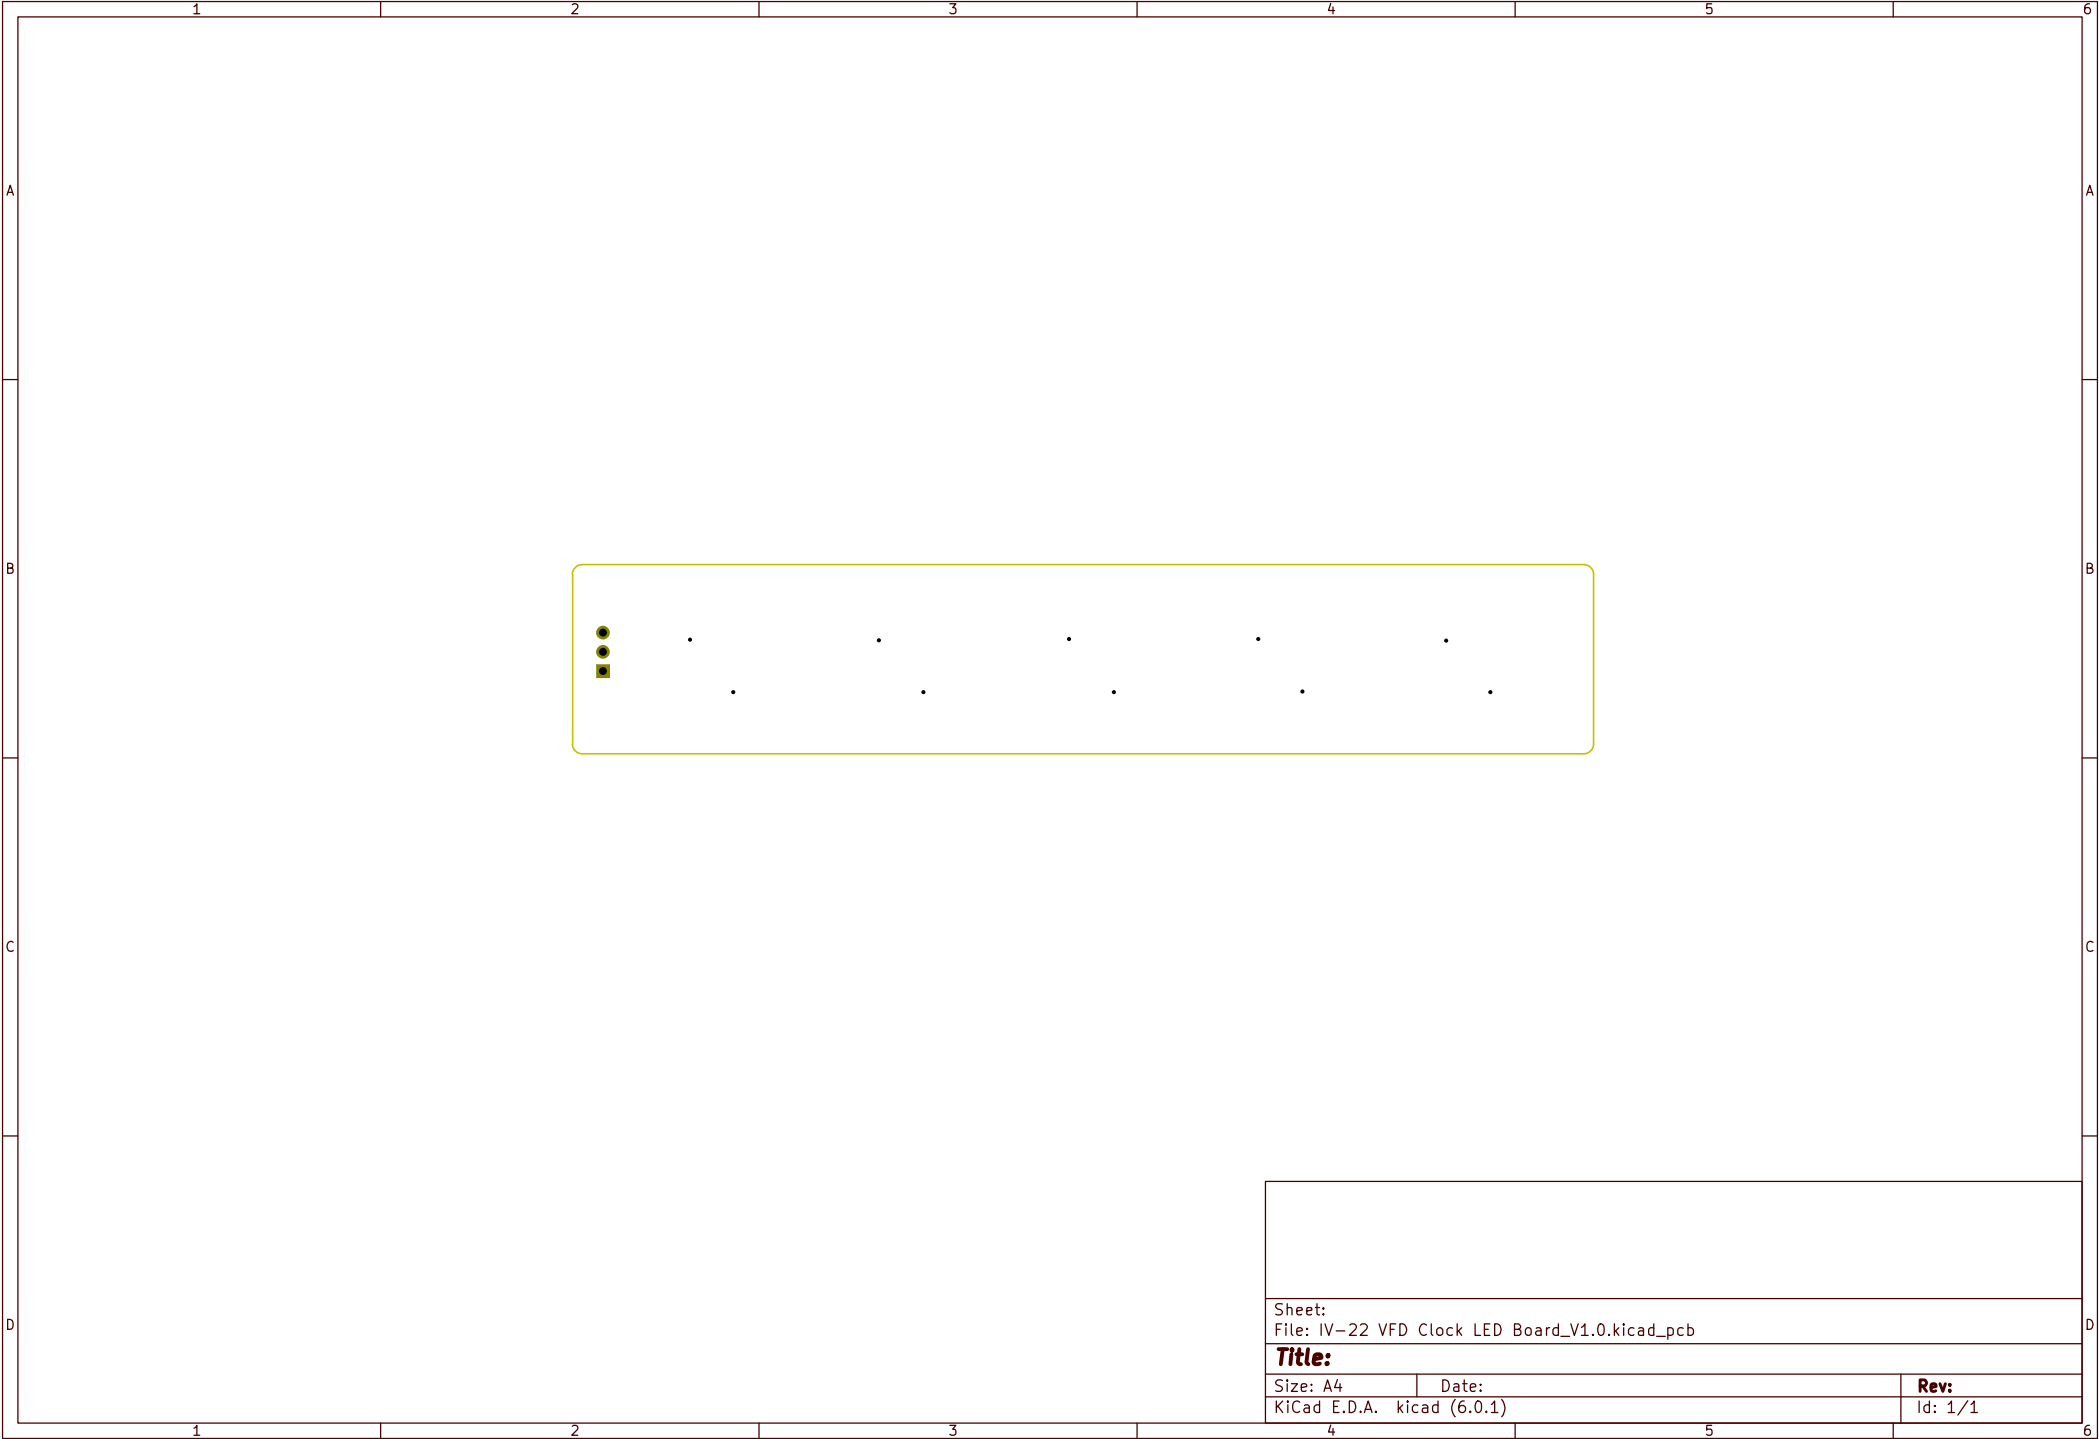 1 2 3 4 5 6
A A
B B
C C
D D
Sheet:
File: IV-22 VFD Clock LED Board_V1.0.kicad_pcb
Title:
Size: A4 Date: Rev:
KiCad E.D.A. kicad (6.0.1) Id: 1/1
1 2 3 4 5 6